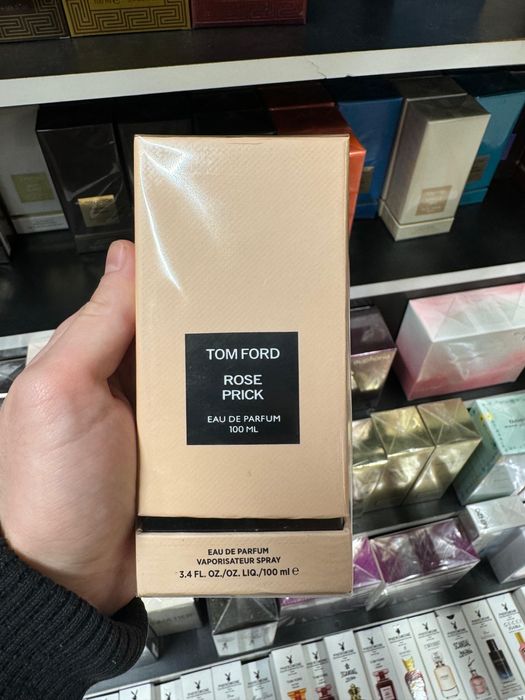 TOM FORD
ROSE
PRICK
EAU DE PARFUM
100 ML
EAU DE PARFUM
VAPORISATEUR SPRAY
3.4 FL. OZ./OZ. LIQ./100 ml ℮